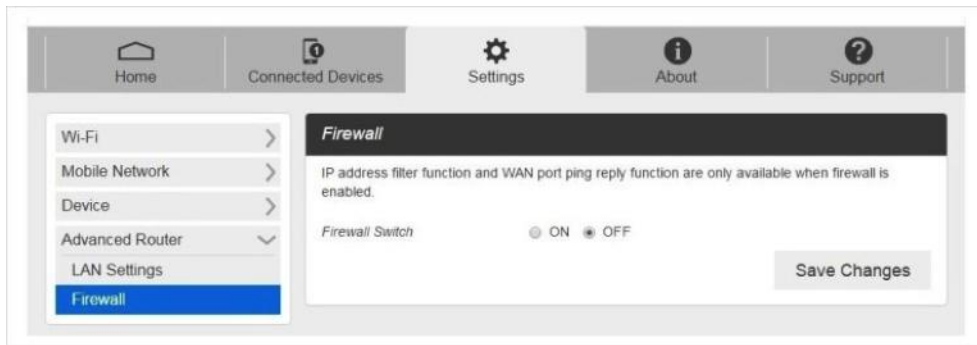 Home
Connected Devices
Settings
About
Support
Wi-Fi
Mobile Network
Device
Advanced Router
LAN Settings
Firewall
Firewall
IP address filter function and WAN port ping reply function are only available when firewall is
enabled.
Firewall Switch ON OFF
Save Changes